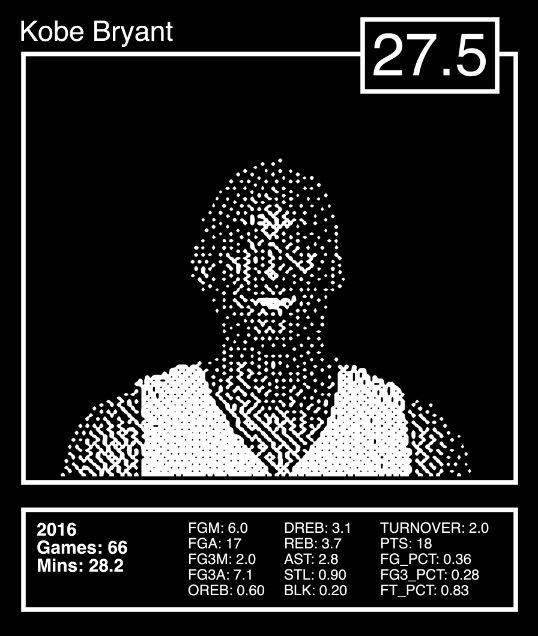 Kobe Bryant
27.5
2016
Games: 66
Mins: 28.2
FGM: 6.0
FGA: 17
FG3M: 2.0
FG3A: 7.1
OREB: 0.60
DREB: 3.1
REB: 3.7
AST: 2.8
STL: 0.90
BLK: 0.20
TURNOVER: 2.0
PTS: 18
FG_PCT: 0.36
FG3_PCT: 0.28
FT_PCT: 0.83